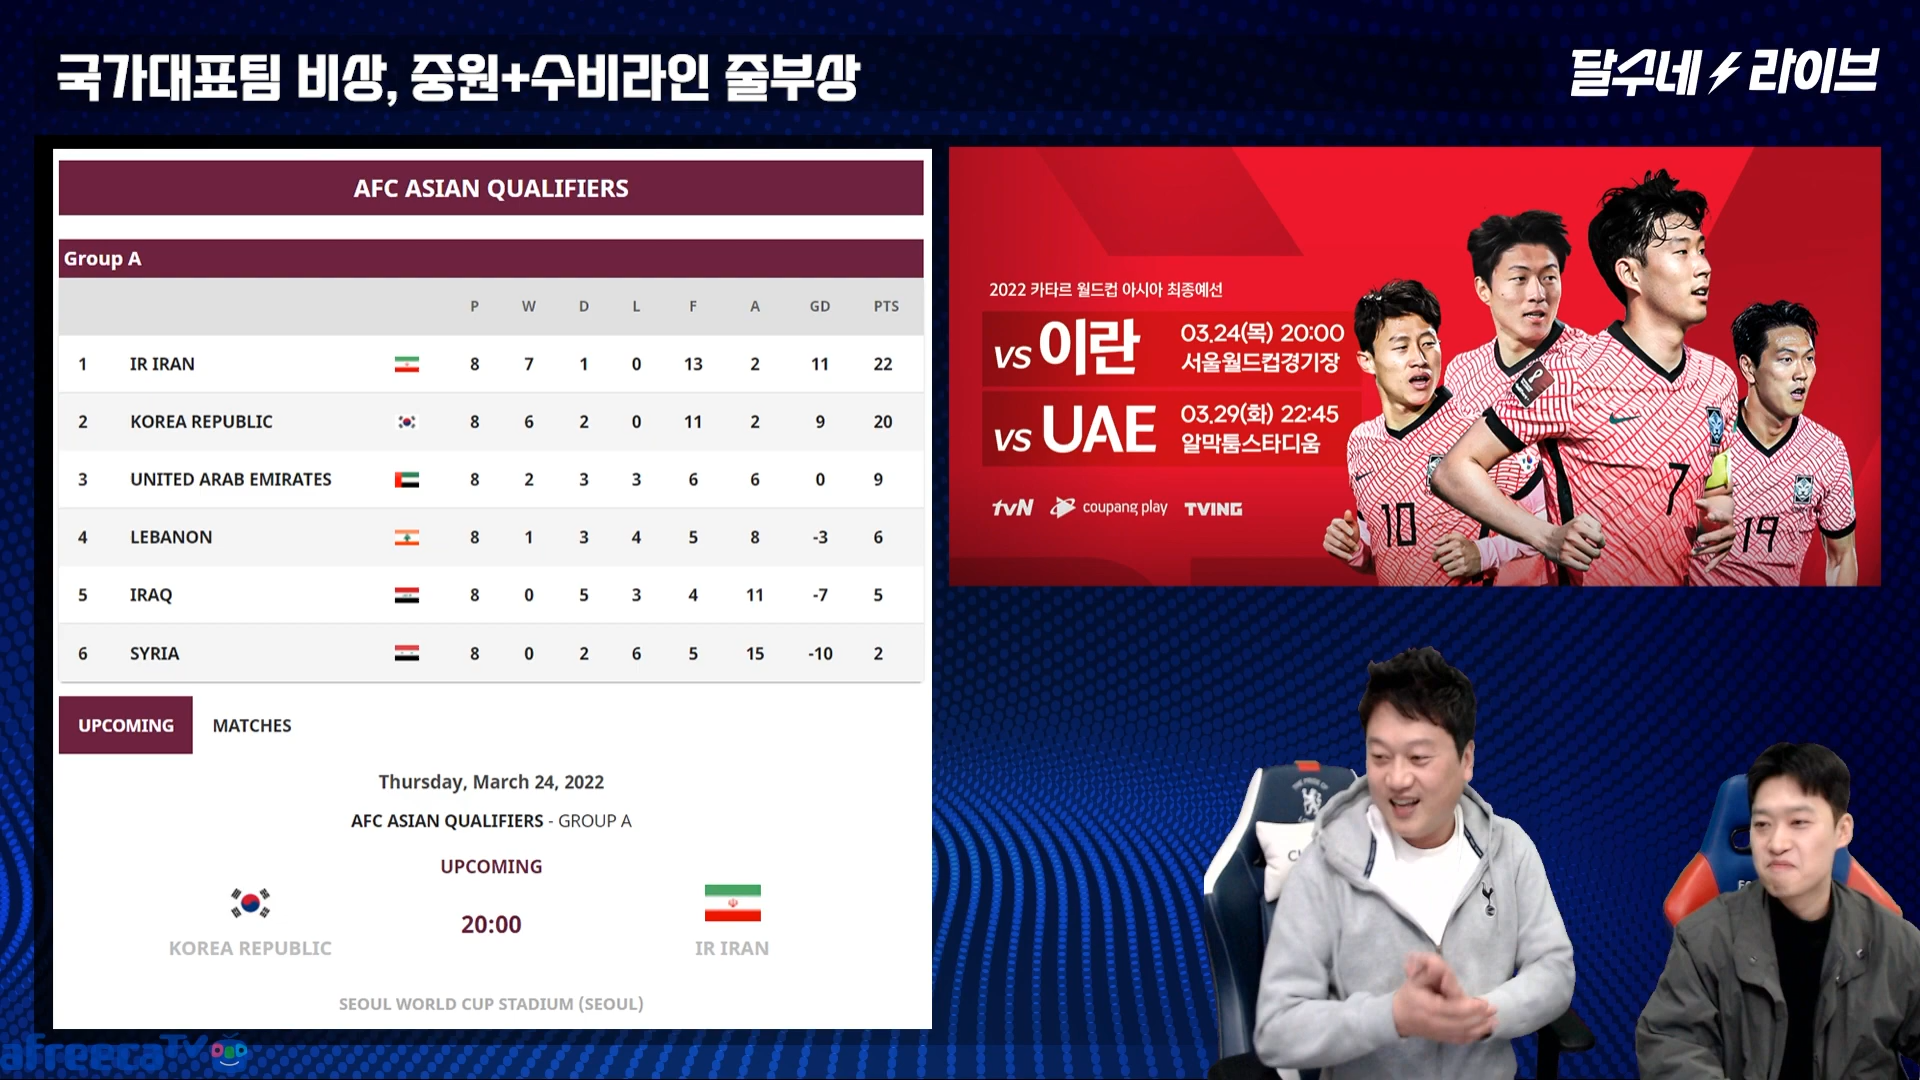 국가대표팀 비상, 중원+수비라인 줄부상
달수네 라이브
AFC ASIAN QUALIFIERS
Group A
P W D L F A GD PTS
1 IR IRAN 8 7 1 0 13 2 11 22
2 KOREA REPUBLIC 8 6 2 0 11 2 9 20
3 UNITED ARAB EMIRATES 8 2 3 3 6 6 0 9
4 LEBANON 8 1 3 4 5 8 -3 6
5 IRAQ 8 0 5 3 4 11 -7 5
6 SYRIA 8 0 2 6 5 15 -10 2
UPCOMING MATCHES
Thursday, March 24, 2022
AFC ASIAN QUALIFIERS - GROUP A
UPCOMING
20:00
KOREA REPUBLIC IR IRAN
SEOUL WORLD CUP STADIUM (SEOUL)
2022 카타르 월드컵 아시아 최종예선
vs 이란 03.24(목) 20:00
서울월드컵경기장
vs UAE 03.29(화) 22:45
알막툼스타디움
tvN coupang play TVING
10
7
19
afreecaTV